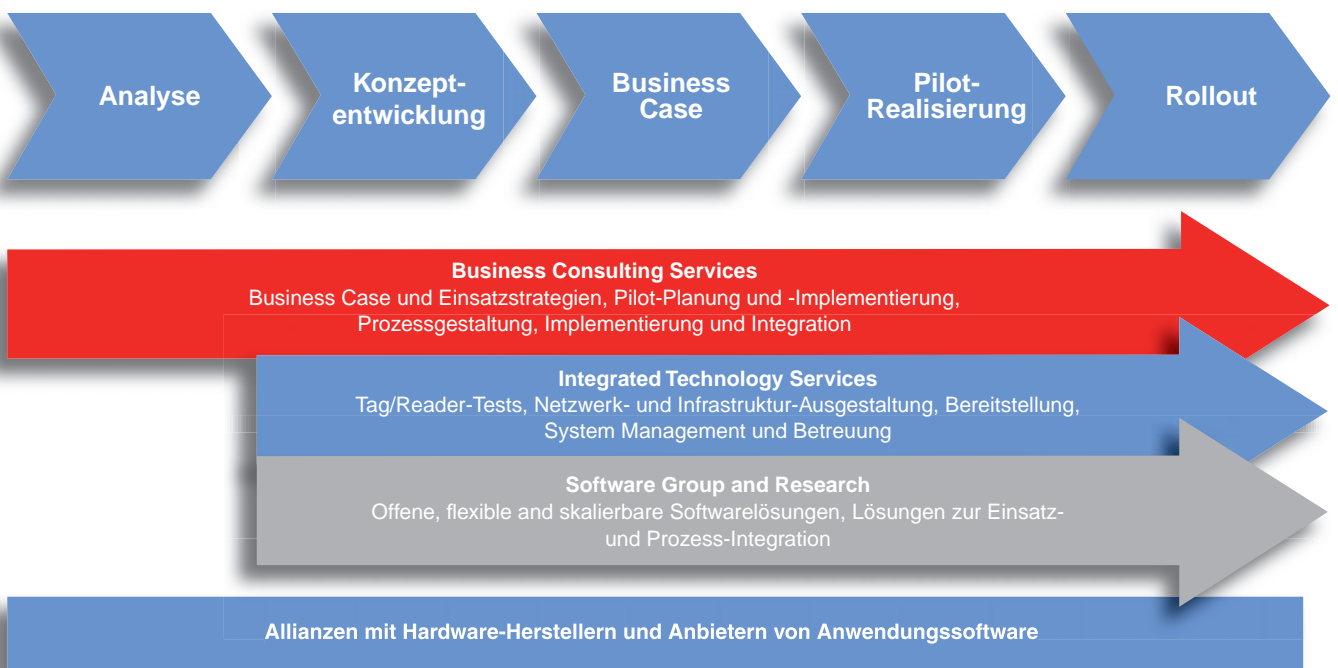 Analyse
Konzept-
entwicklung
Business
Case
Pilot-
Realisierung
Rollout
Business Consulting Services
Business Case und Einsatzstrategien, Pilot-Planung und -Implementierung,
Prozessgestaltung, Implementierung und Integration
Integrated Technology Services
Tag/Reader-Tests, Netzwerk- und Infrastruktur-Ausgestaltung, Bereitstellung,
System Management und Betreuung
Software Group and Research
Offene, flexible and skalierbare Softwarelösungen, Lösungen zur Einsatz-
und Prozess-Integration
Allianzen mit Hardware-Herstellern und Anbietern von Anwendungssoftware